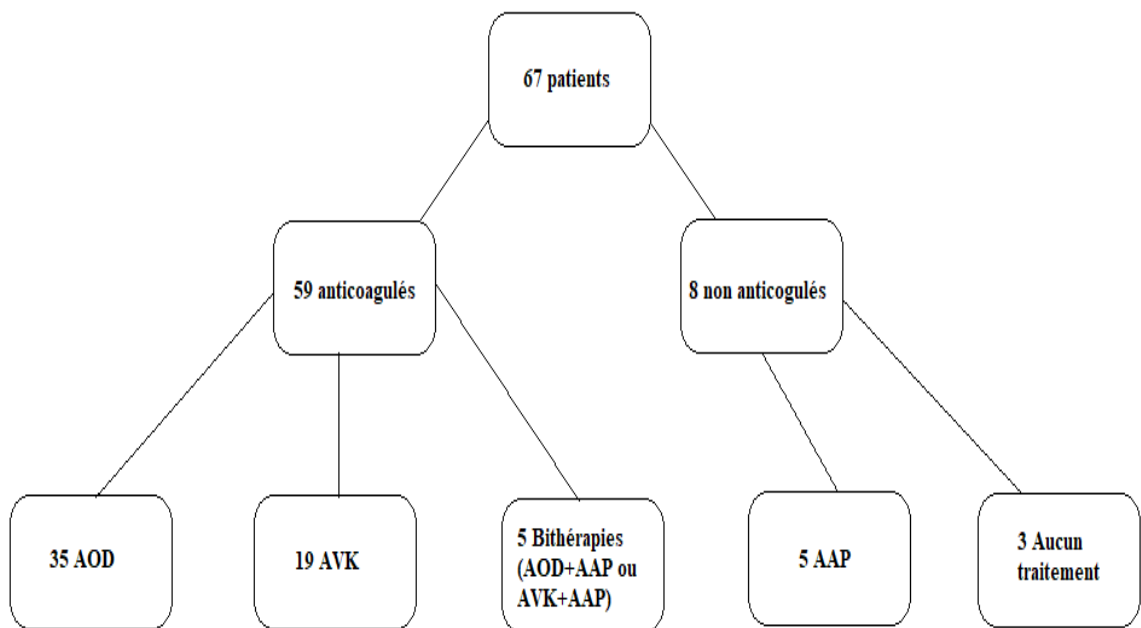 67 patients
59 anticoagulés
8 non anticogulés
35 AOD
19 AVK
5 Bithérapies
(AOD+AAP ou
AVK+AAP)
5 AAP
3 Aucun
traitement